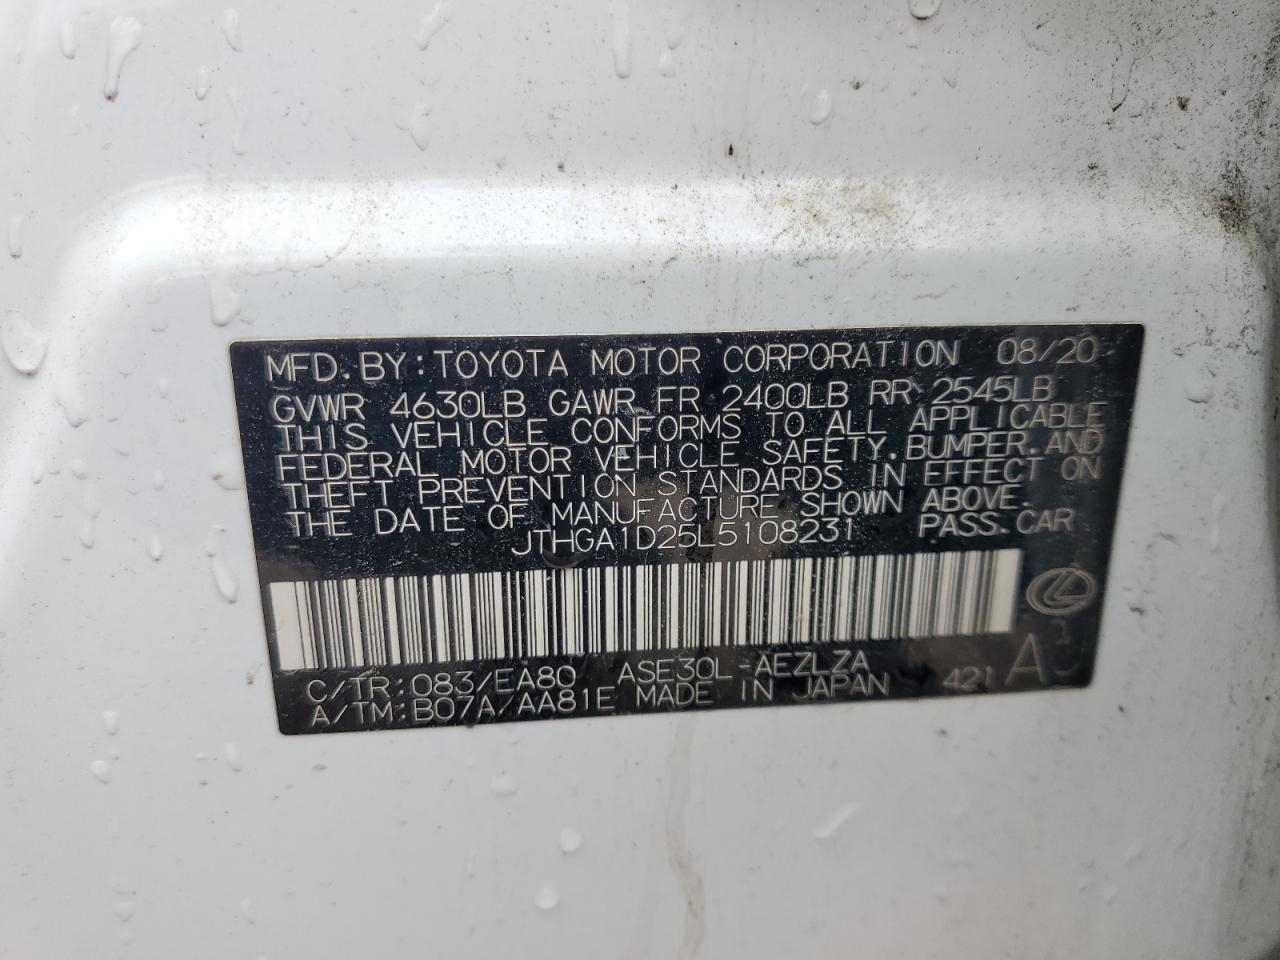 MFD.BY:TOYOTA MOTOR CORPORATION 08/20
GVWR 4630LB GAWR FR 2400LB RR 2545LB
THIS VEHICLE CONFORMS TO ALL APPLICABLE
FEDERAL MOTOR VEHICLE SAFETY,BUMPER,AND
THEFT PREVENTION STANDARDS IN EFFECT ON
THE DATE OF MANUFACTURE SHOWN ABOVE.
JTHGA1D25L5108231 PASS.CAR
C/TR:083/EA80 ASE30L-AEZLZA
A/TM:B07A/AA81E MADE IN JAPAN 421 A